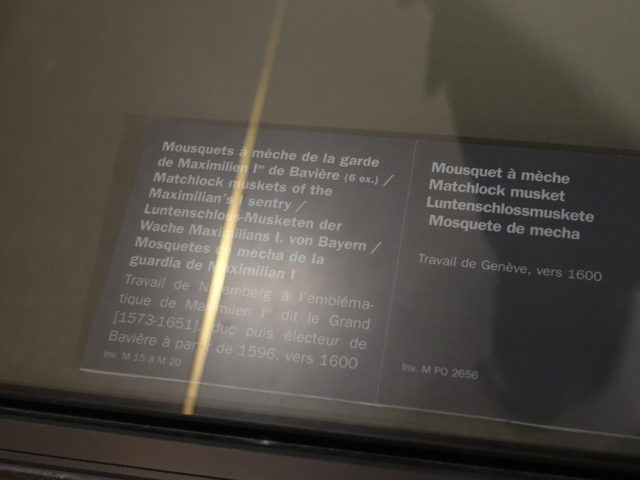 Mousquets à mèche de la garde
de Maximilien Ier de Bavière (6 ex.) /
Matchlock muskets of the
Maximilian's I sentry /
Luntenschloss-Musketen der
Wache Maximilians I. von Bayern /
Mosquetes de mecha de la
guardia de Maximilian I
Travail de Nuremberg à l'embléma-
tique de Maximilien Ier dit le Grand
[1573-1651], duc puis électeur de
Bavière à partir de 1596, vers 1600
Inv. M 15 à M 20
Mousquet à mèche
Matchlock musket
Luntenschlossmuskete
Mosquete de mecha
Travail de Genève, vers 1600
Inv. M PO 2656